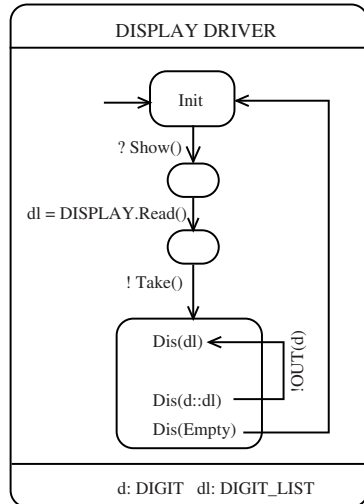 DISPLAY DRIVER
Init
? Show()
dl = DISPLAY.Read()
! Take()
Dis(dl)
!OUT(d)
Dis(d::dl)
Dis(Empty)
d: DIGIT dl: DIGIT_LIST